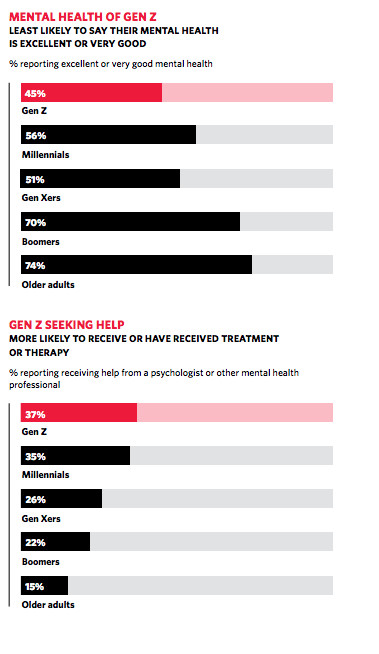 MENTAL HEALTH OF GEN Z
LEAST LIKELY TO SAY THEIR MENTAL HEALTH
IS EXCELLENT OR VERY GOOD
% reporting excellent or very good mental health
45%
Gen Z
56%
Millennials
51%
Gen Xers
70%
Boomers
74%
Older adults
GEN Z SEEKING HELP
MORE LIKELY TO RECEIVE OR HAVE RECEIVED TREATMENT
OR THERAPY
% reporting receiving help from a psychologist or other mental health
professional
37%
Gen Z
35%
Millennials
26%
Gen Xers
22%
Boomers
15%
Older adults